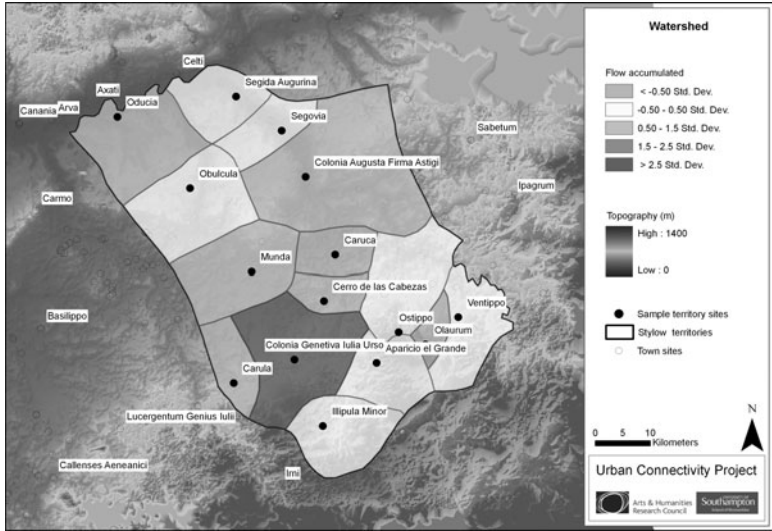 Celti
Segida Augurina
Axati
Canania
Arva
Oducia
Segovia
Sabetum
Colonia Augusta Firma Astigi
Ipagrum
Obulcula
Carmo
Caruca
Munda
Cerro de las Cabezas
Ventippo
Basilippo
Ostippo
Olaurum
Colonia Genetiva Iulia Urso
Aparicio el Grande
Carula
Lucergentum Genius Iulii
Illipula Minor
Callenses Aeneanici
Imi
Watershed
Flow accumulated
< -0.50 Std. Dev.
-0.50 - 0.50 Std. Dev.
0.50 - 1.5 Std. Dev.
1.5 - 2.5 Std. Dev.
> 2.5 Std. Dev.
Topography (m)
High : 1400
Low : 0
Sample territory sites
Stylow territories
Town sites
N
0 5 10
Kilometers
Urban Connectivity Project
Arts & Humanities
Research Council
Southampton